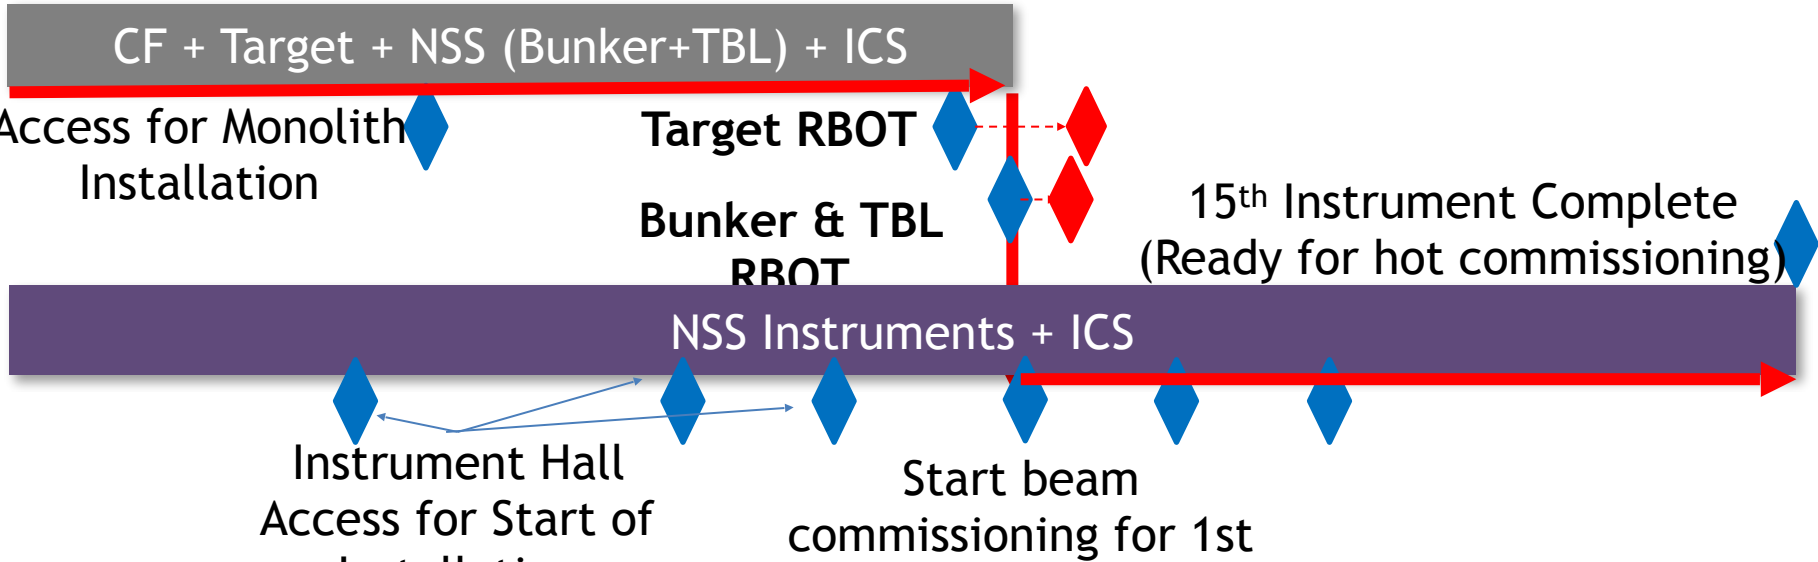 CF + Target + NSS (Bunker+TBL) + ICS
Access for Monolith
Installation
Target RBOT
Bunker & TBL
RBOT
15th Instrument Complete
(Ready for hot commissioning)
NSS Instruments + ICS
Instrument Hall
Access for Start of
Start beam
commissioning for 1st